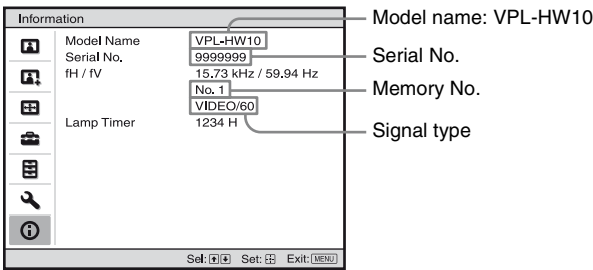 Information
Model Name VPL-HW10
Serial No. 9999999
fH / fV 15.73 kHz / 59.94 Hz
No. 1
VIDEO/60
Lamp Timer 1234 H
Sel: Set: Exit: MENU
Model name: VPL-HW10
Serial No.
Memory No.
Signal type